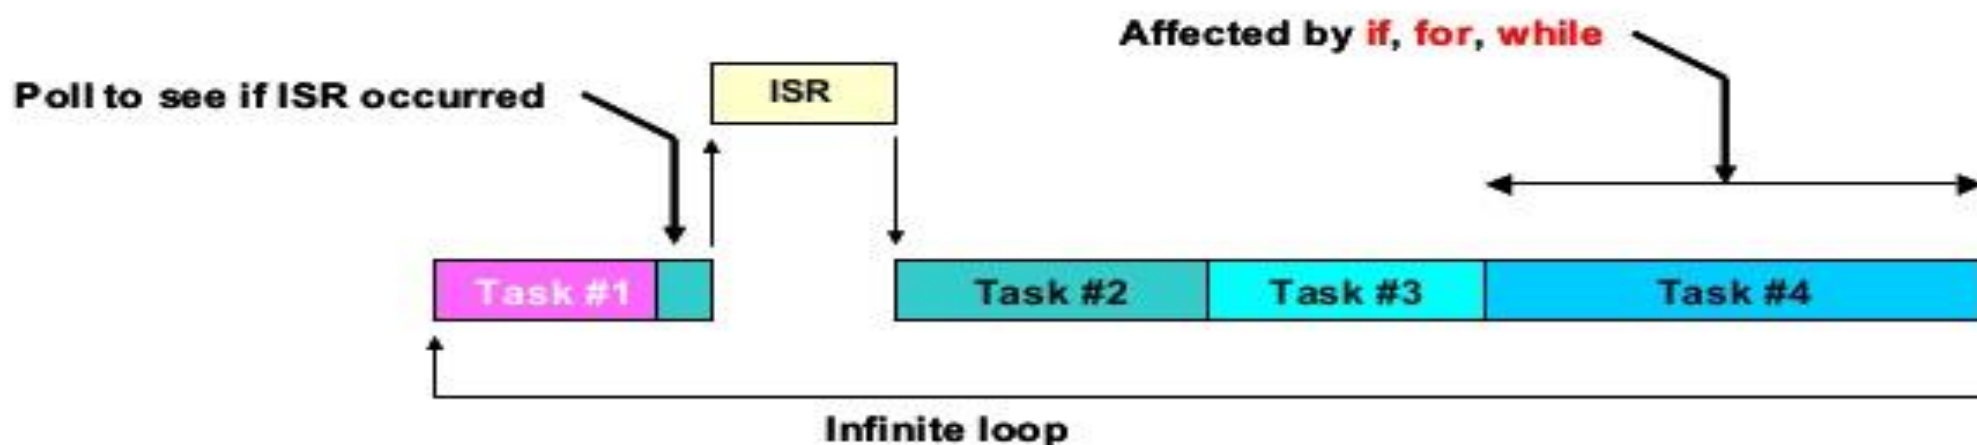 Affected by if, for, while
Poll to see if ISR occurred
ISR
Task #1
Task #2
Task #3
Task #4
Infinite loop